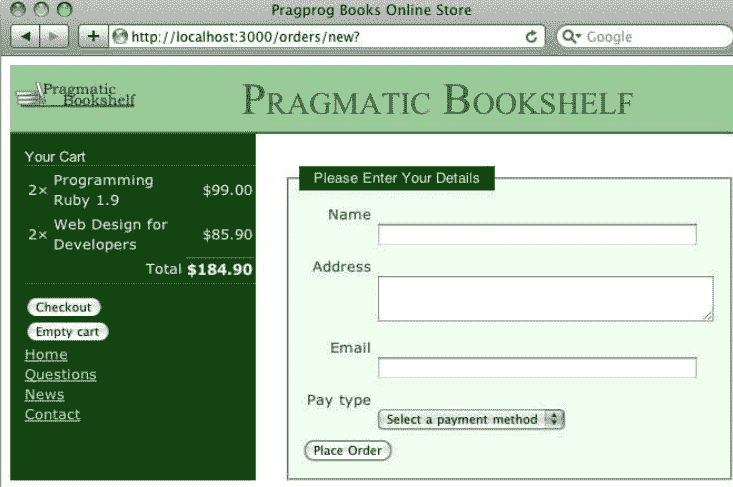 Pragprog Books Online Store
http://localhost:3000/orders/new?
Google
Pragmatic
Bookshelf
PRAGMATIC BOOKSHELF
Your Cart
2× Programming Ruby 1.9 $99.00
2× Web Design for Developers $85.90
Total $184.90
Checkout
Empty cart
Home
Questions
News
Contact
Please Enter Your Details
Name
Address
Email
Pay type
Select a payment method
Place Order